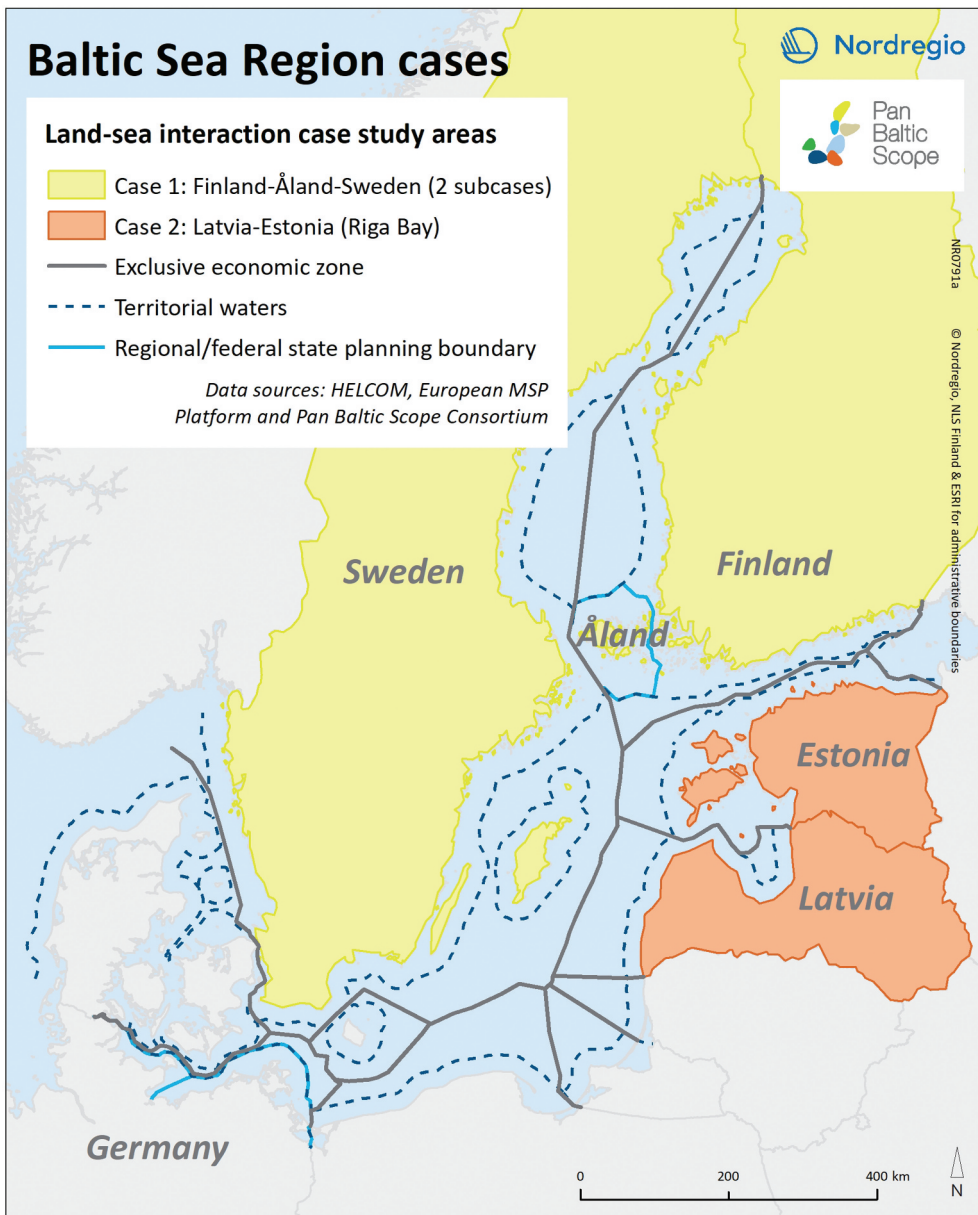 Baltic Sea Region cases
Nordregio
Pan
Baltic
Scope
Land-sea interaction case study areas
Case 1: Finland-Åland-Sweden (2 subcases)
Case 2: Latvia-Estonia (Riga Bay)
Exclusive economic zone
Territorial waters
Regional/federal state planning boundary
Data sources: HELCOM, European MSP
Platform and Pan Baltic Scope Consortium
NR0791a
© Nordregio, NLS Finland & ESRI for administrative boundaries
Sweden
Finland
Åland
Estonia
Latvia
Germany
0 200 400 km
N